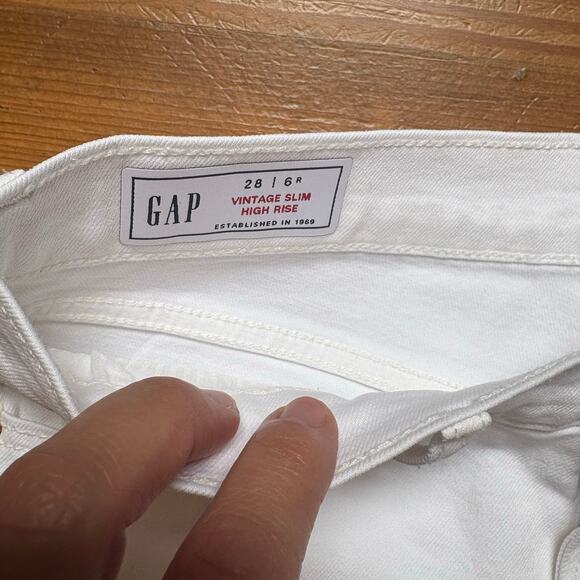 GAP
28 | 6R
VINTAGE SLIM
HIGH RISE
ESTABLISHED IN 1969